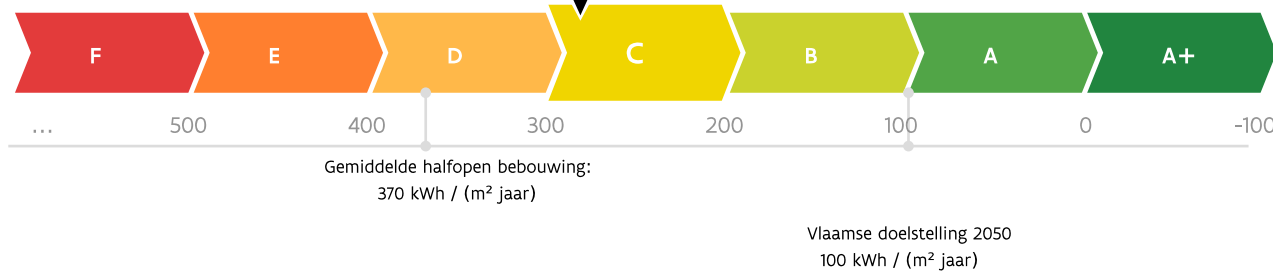 F E D C B A A+
... 500 400 300 200 100 0 -100
Gemiddelde halfopen bebouwing:
370 kWh / (m² jaar)
Vlaamse doelstelling 2050
100 kWh / (m² jaar)